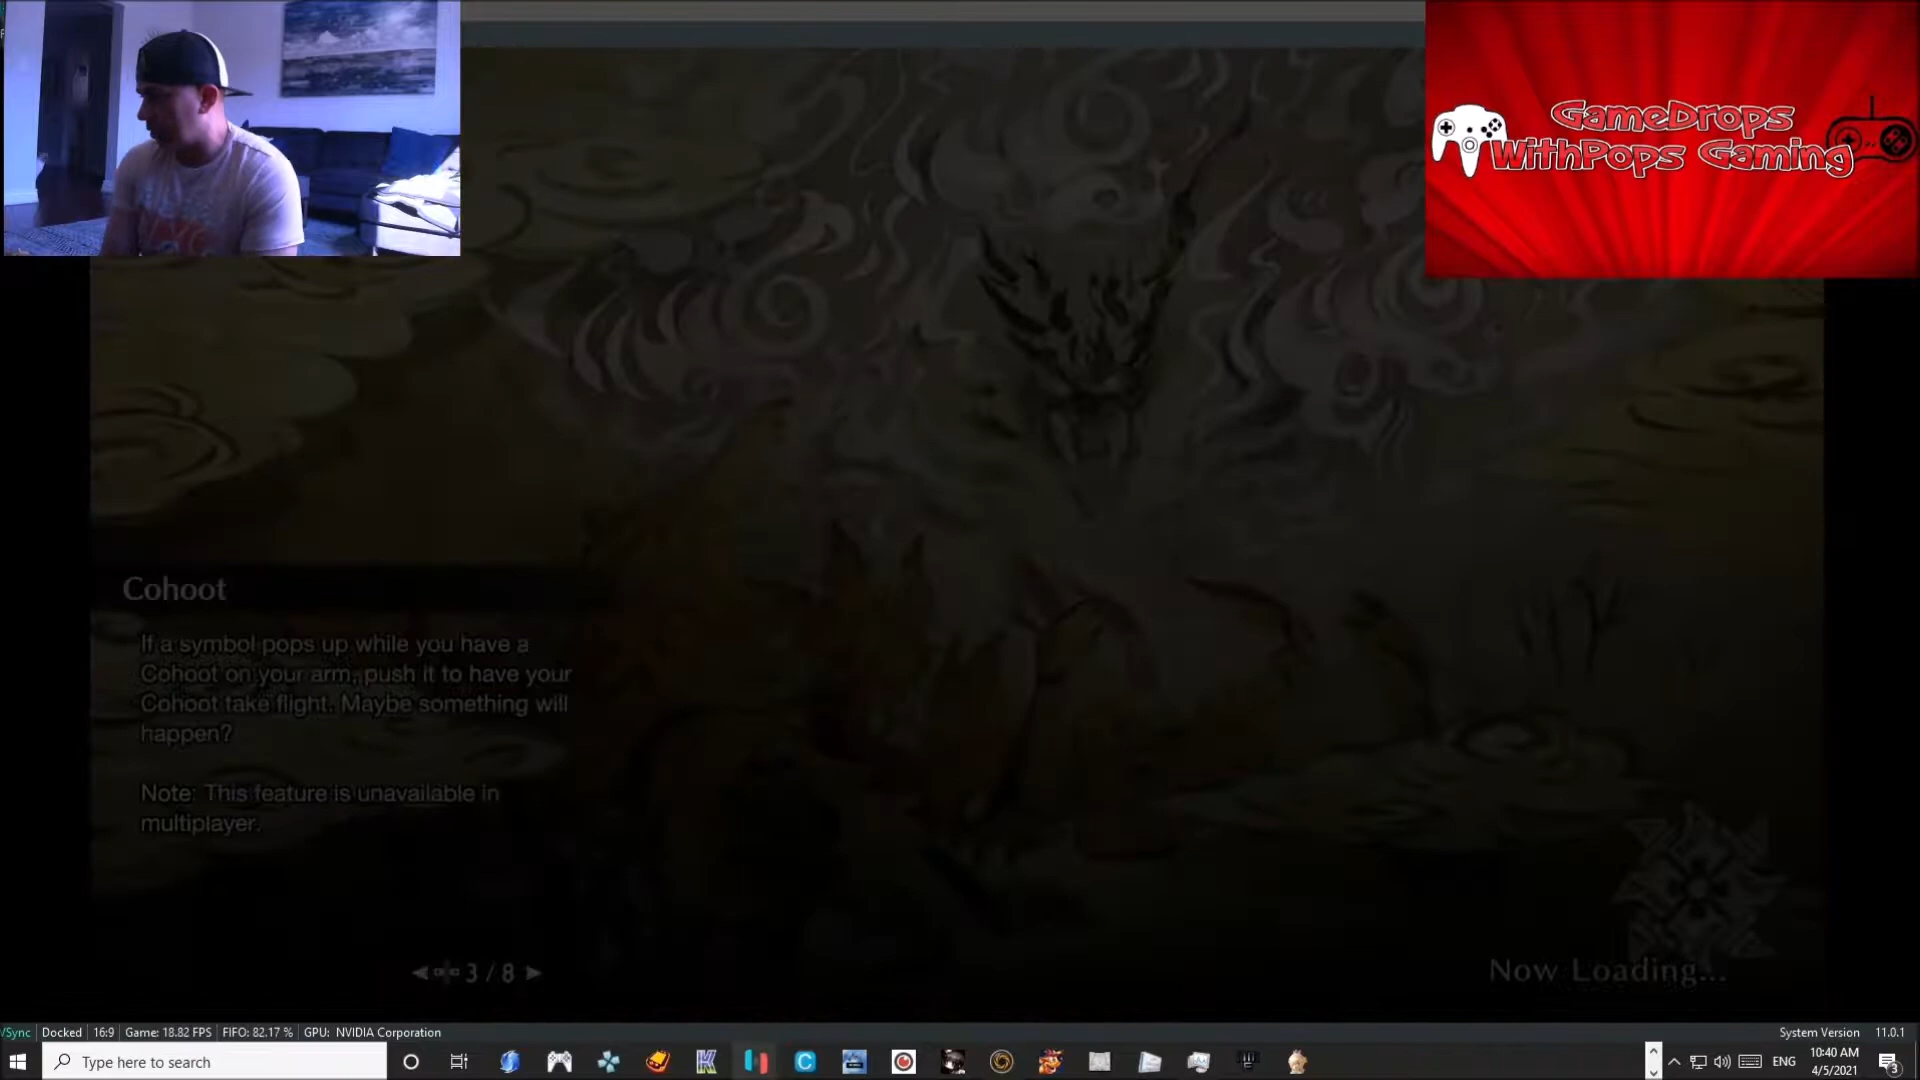 GameDrops
WithPops Gaming
Cohoot
If a symbol pops up while you have a
Cohoot on your arm, push it to have your
Cohoot take flight. Maybe something will
happen?
Note: This feature is unavailable in
multiplayer.
3 / 8
Now Loading...
VSync Docked 16:9 Game: 18.82 FPS FIFO: 82.17 % GPU: NVIDIA Corporation System Version 11.0.1
Type here to search
ENG
10:40 AM
4/5/2021
3